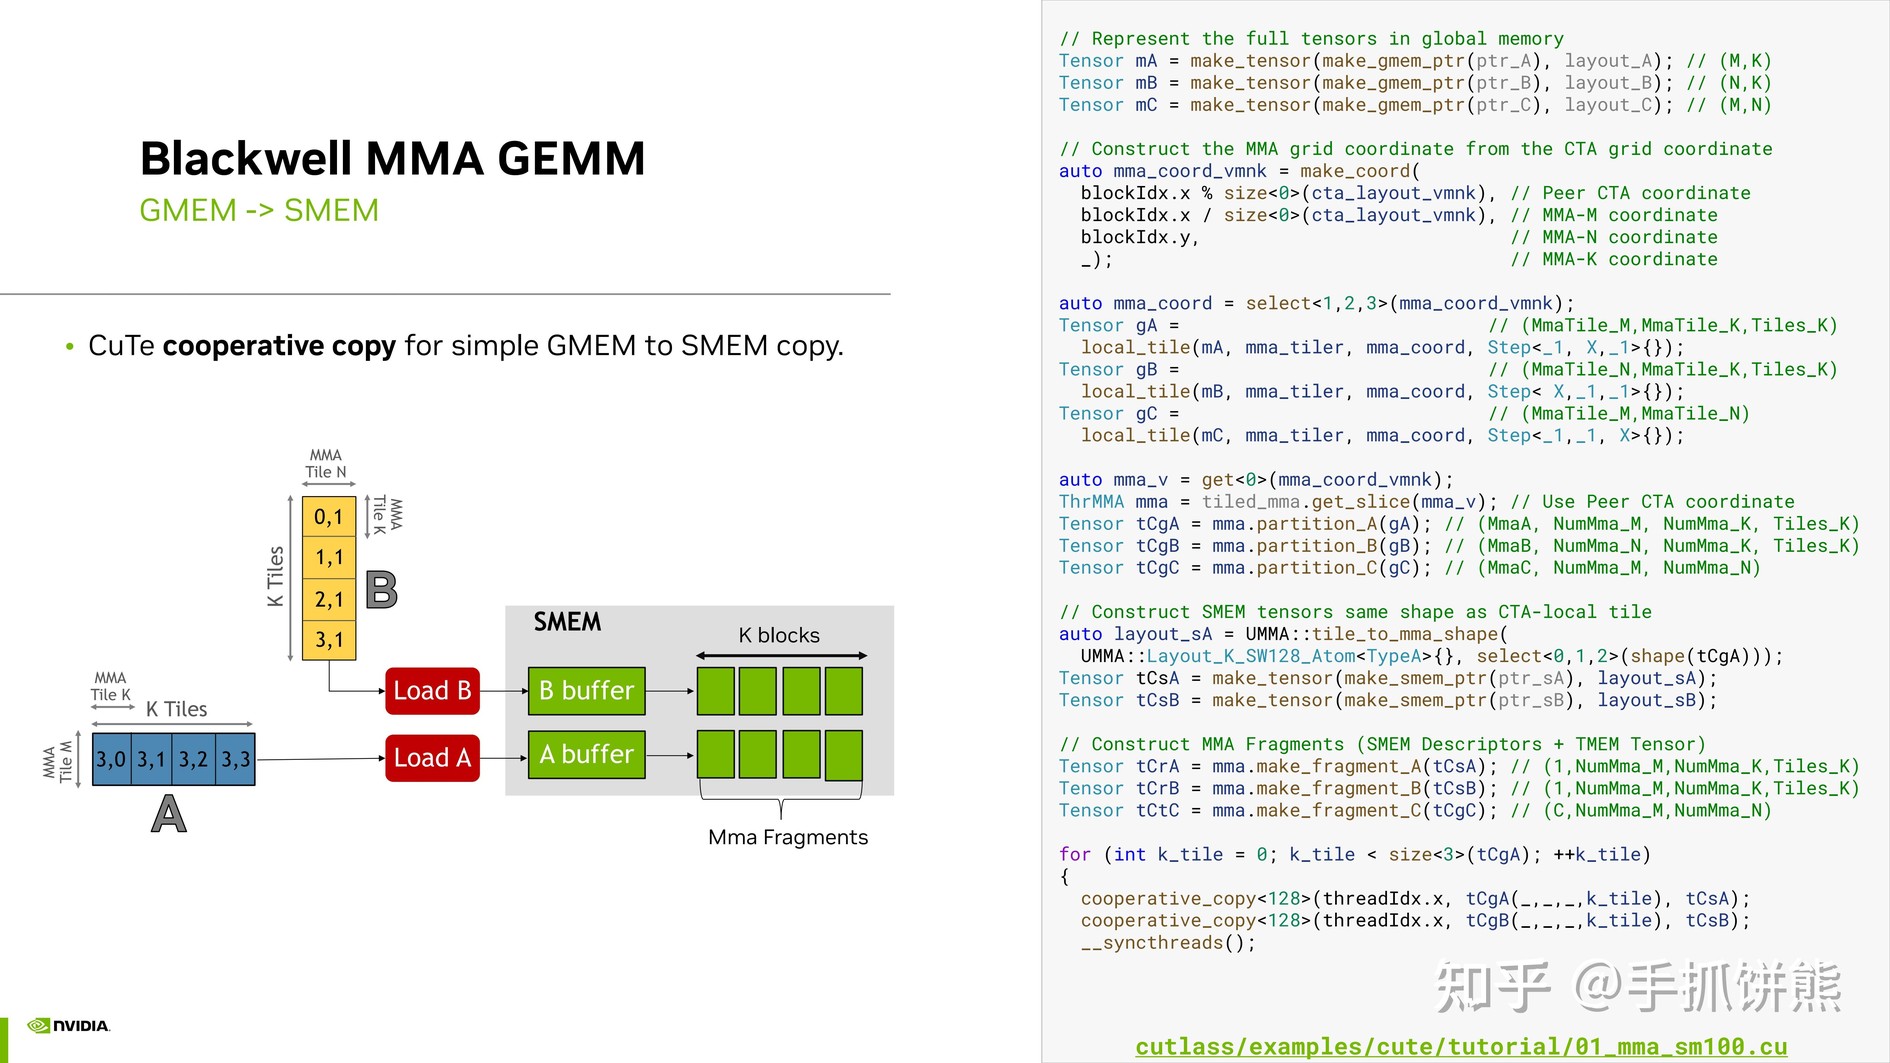 Blackwell MMA GEMM
GMEM -> SMEM
• CuTe cooperative copy for simple GMEM to SMEM copy.
MMA
Tile N
0,1
1,1
2,1
3,1
MMA
Tile K
K Tiles
B
MMA
Tile K
K Tiles
MMA
Tile M
3,0
3,1
3,2
3,3
A
Load B
Load A
SMEM
B buffer
A buffer
K blocks
Mma Fragments
NVIDIA.
// Represent the full tensors in global memory
Tensor mA = make_tensor(make_gmem_ptr(ptr_A), layout_A); // (M,K)
Tensor mB = make_tensor(make_gmem_ptr(ptr_B), layout_B); // (N,K)
Tensor mC = make_tensor(make_gmem_ptr(ptr_C), layout_C); // (M,N)
// Construct the MMA grid coordinate from the CTA grid coordinate
auto mma_coord_vmnk = make_coord(
  blockIdx.x % size<0>(cta_layout_vmnk), // Peer CTA coordinate
  blockIdx.x / size<0>(cta_layout_vmnk), // MMA-M coordinate
  blockIdx.y,                             // MMA-N coordinate
  _);                                     // MMA-K coordinate
auto mma_coord = select<1,2,3>(mma_coord_vmnk);
Tensor gA =                             // (MmaTile_M,MmaTile_K,Tiles_K)
  local_tile(mA, mma_tiler, mma_coord, Step<_1, X,_1>{});
Tensor gB =                             // (MmaTile_N,MmaTile_K,Tiles_K)
  local_tile(mB, mma_tiler, mma_coord, Step< X,_1,_1>{});
Tensor gC =                             // (MmaTile_M,MmaTile_N)
  local_tile(mC, mma_tiler, mma_coord, Step<_1,_1, X>{});
auto mma_v = get<0>(mma_coord_vmnk);
ThrMMA mma = tiled_mma.get_slice(mma_v); // Use Peer CTA coordinate
Tensor tCgA = mma.partition_A(gA); // (MmaA, NumMma_M, NumMma_K, Tiles_K)
Tensor tCgB = mma.partition_B(gB); // (MmaB, NumMma_N, NumMma_K, Tiles_K)
Tensor tCgC = mma.partition_C(gC); // (MmaC, NumMma_M, NumMma_N)
// Construct SMEM tensors same shape as CTA-local tile
auto layout_sA = UMMA::tile_to_mma_shape(
  UMMA::Layout_K_SW128_Atom<TypeA>{}, select<0,1,2>(shape(tCgA)));
Tensor tCsA = make_tensor(make_smem_ptr(ptr_sA), layout_sA);
Tensor tCsB = make_tensor(make_smem_ptr(ptr_sB), layout_sB);
// Construct MMA Fragments (SMEM Descriptors + TMEM Tensor)
Tensor tCrA = mma.make_fragment_A(tCsA); // (1,NumMma_M,NumMma_K,Tiles_K)
Tensor tCrB = mma.make_fragment_B(tCsB); // (1,NumMma_M,NumMma_K,Tiles_K)
Tensor tCtC = mma.make_fragment_C(tCgC); // (C,NumMma_M,NumMma_N)
for (int k_tile = 0; k_tile < size<3>(tCgA); ++k_tile)
{
  cooperative_copy<128>(threadIdx.x, tCgA(_,_,_,k_tile), tCsA);
  cooperative_copy<128>(threadIdx.x, tCgB(_,_,_,k_tile), tCsB);
  __syncthreads();
知乎 @手抓饼熊
cutlass/examples/cute/tutorial/01_mma_sm100.cu